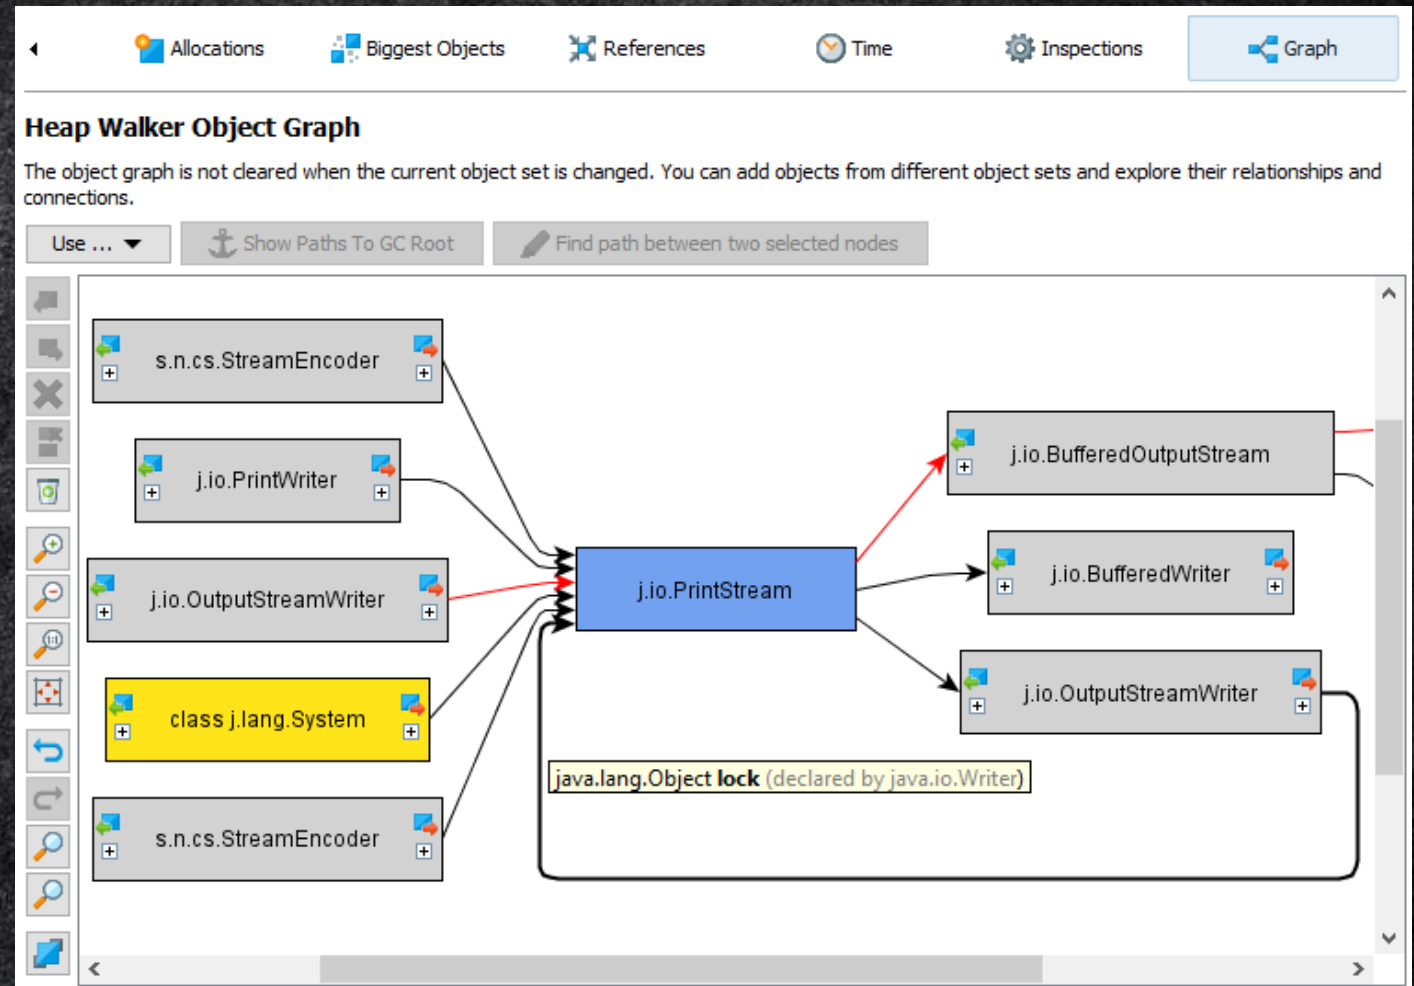 Allocations
Biggest Objects
References
Time
Inspections
Graph
Heap Walker Object Graph
The object graph is not cleared when the current object set is changed. You can add objects from different object sets and explore their relationships and
connections.
Use ...
Show Paths To GC Root
Find path between two selected nodes
s.n.cs.StreamEncoder
j.io.PrintWriter
j.io.OutputStreamWriter
class j.lang.System
s.n.cs.StreamEncoder
j.io.PrintStream
j.io.BufferedOutputStream
j.io.BufferedWriter
j.io.OutputStreamWriter
java.lang.Object lock (declared by java.io.Writer)
1:1